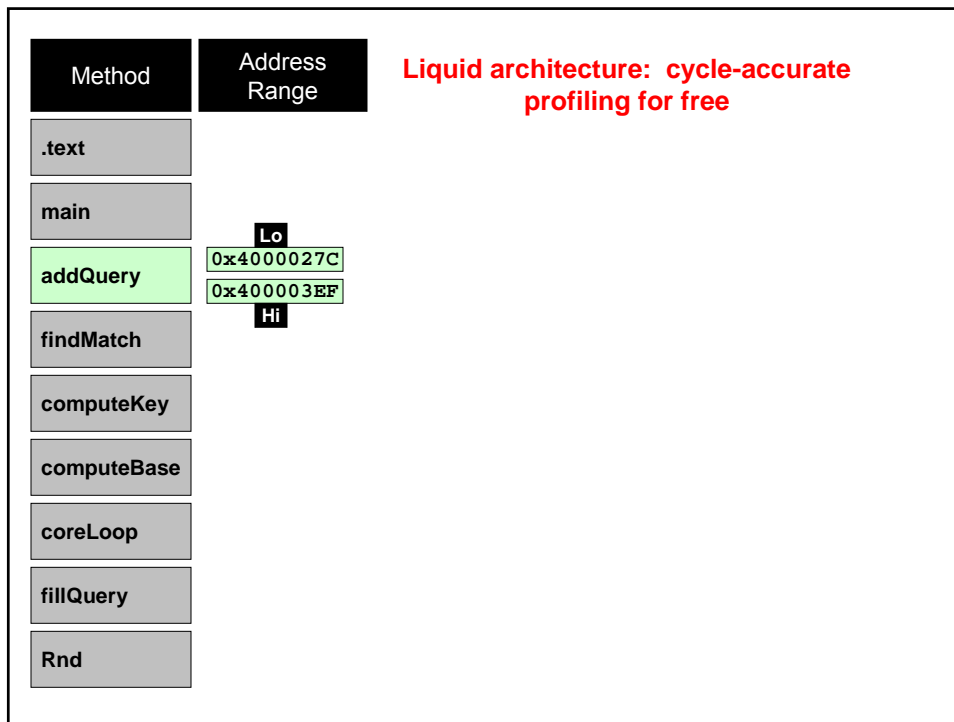 Method
Address
Range
Liquid architecture: cycle-accurate
profiling for free
.text
main
addQuery
Lo
0x4000027C
0x400003EF
Hi
findMatch
computeKey
computeBase
coreLoop
fillQuery
Rnd